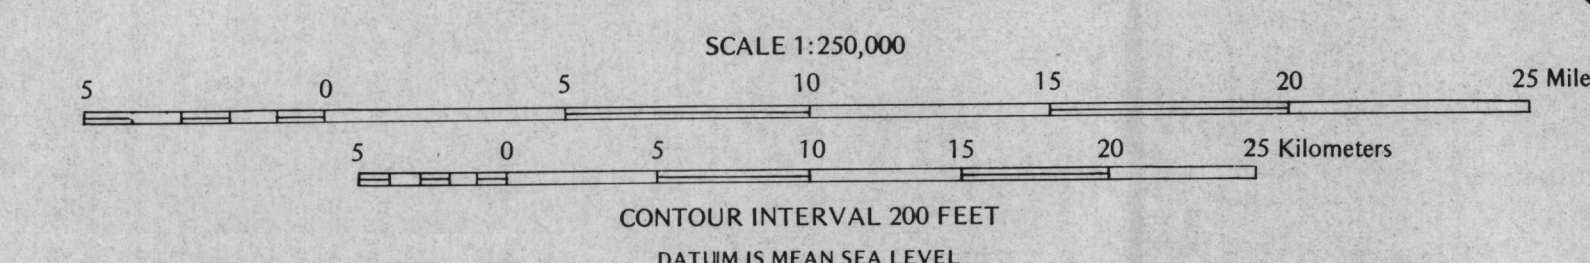 SCALE 1:250,000
5 0 5 10 15 20 25 Mile
5 0 5 10 15 20 25 Kilometers
CONTOUR INTERVAL 200 FEET
DATUM IS MEAN SEA LEVEL